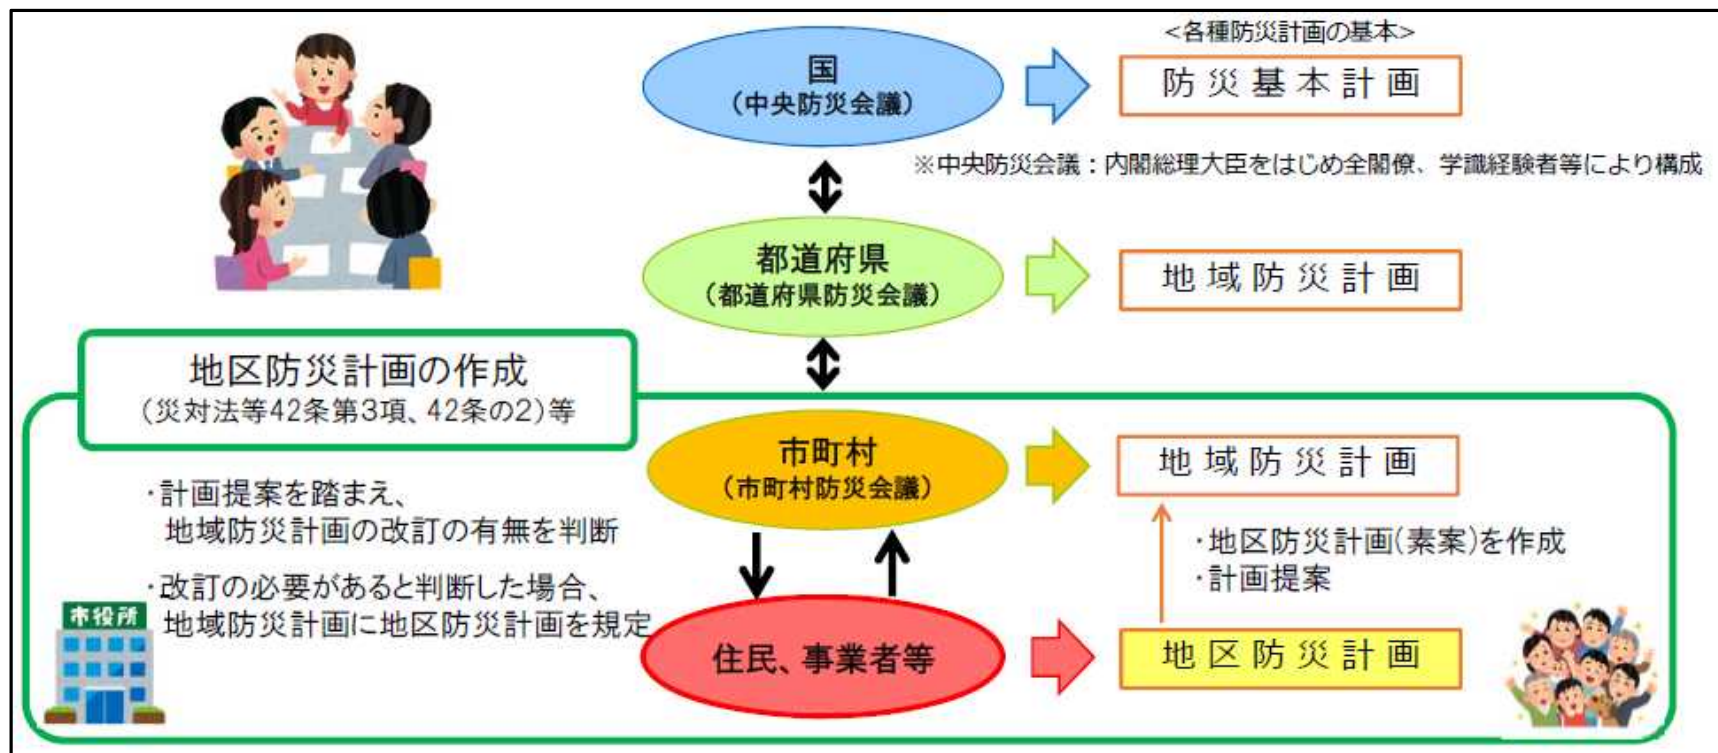 <各種防災計画の基本>
国
（中央防災会議）
防災基本計画
※中央防災会議：内閣総理大臣をはじめ全閣僚、学識経験者等により構成
都道府県
（都道府県防災会議）
地域防災計画
地区防災計画の作成
（災対法等42条第3項、42条の2）等
市町村
（市町村防災会議）
地域防災計画
・計画提案を踏まえ、
地域防災計画の改訂の有無を判断
・改訂の必要があると判断した場合、
地域防災計画に地区防災計画を規定
・地区防災計画(素案)を作成
・計画提案
市役所
住民、事業者等
地区防災計画